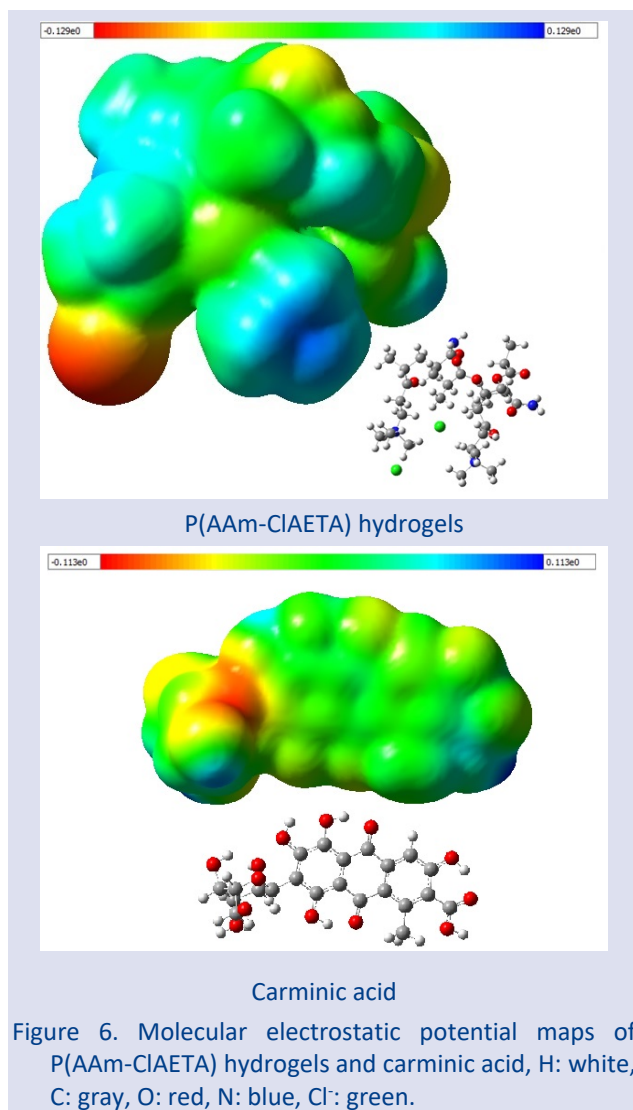 -0.129e0 0.129e0
P(AAm-ClAETA) hydrogels
-0.113e0 0.113e0
Carminic acid
Figure 6. Molecular electrostatic potential maps of
P(AAm-ClAETA) hydrogels and carminic acid, H: white,
C: gray, O: red, N: blue, Cl⁻: green.